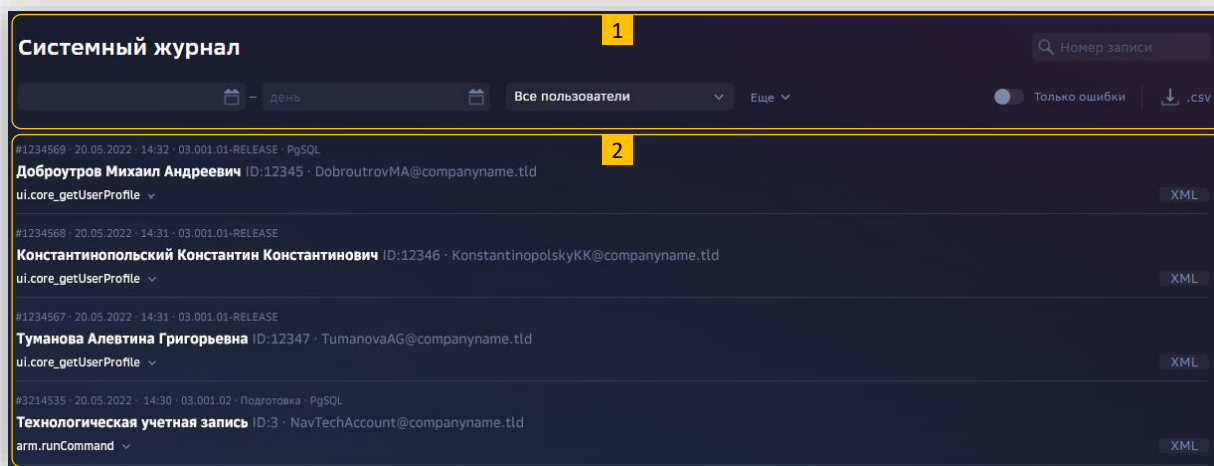 1
Системный журнал
Номер записи
– день
Все пользователи
Еще
Только ошибки
.csv
2
#1234569 · 20.05.2022 · 14:32 · 03.001.01-RELEASE · PgSQL
Доброутров Михаил Андреевич ID:12345 · DobroutrovMA@companyname.tld
ui.core_getUserProfile
XML
#1234568 · 20.05.2022 · 14:31 · 03.001.01-RELEASE
Константинопольский Константин Константинович ID:12346 · KonstantinopolskyKK@companyname.tld
ui.core_getUserProfile
XML
#1234567 · 20.05.2022 · 14:31 · 03.001.01-RELEASE
Туманова Алевтина Григорьевна ID:12347 · TumanovaAG@companyname.tld
ui.core_getUserProfile
XML
#3214535 · 20.05.2022 · 14:30 · 03.001.02 · Подготовка · PgSQL
Технологическая учетная запись ID:3 · NavTechAccount@companyname.tld
arm.runCommand
XML